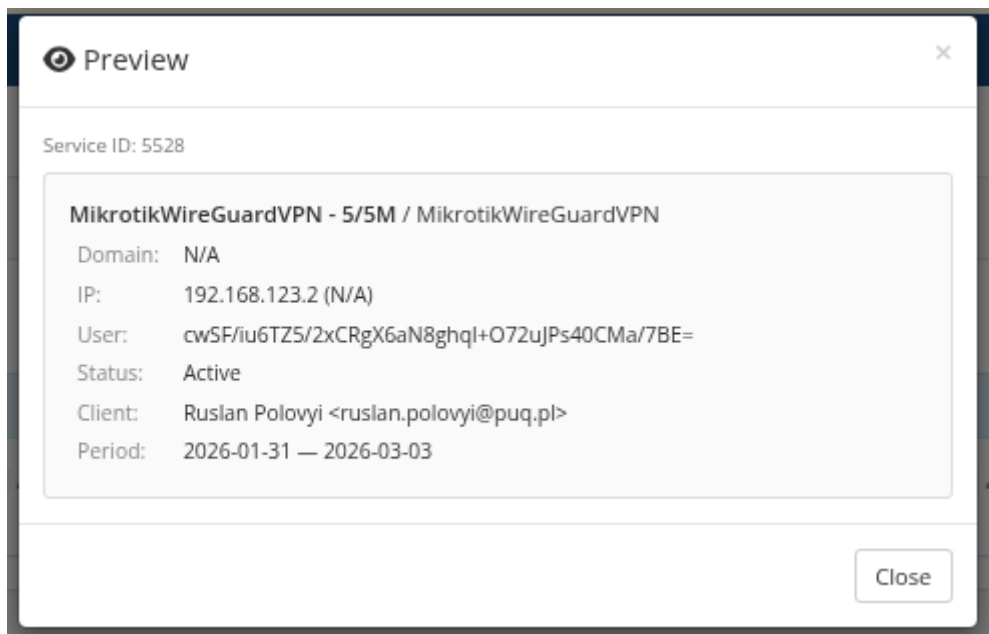 Preview
×
Service ID: 5528
MikrotikWireGuardVPN - 5/5M / MikrotikWireGuardVPN
Domain: N/A
IP: 192.168.123.2 (N/A)
User: cwSF/iu6TZ5/2xCRgX6aN8ghqI+O72uJPs40CMa/7BE=
Status: Active
Client: Ruslan Polovyi <ruslan.polovyi@puq.pl>
Period: 2026-01-31 — 2026-03-03
Close